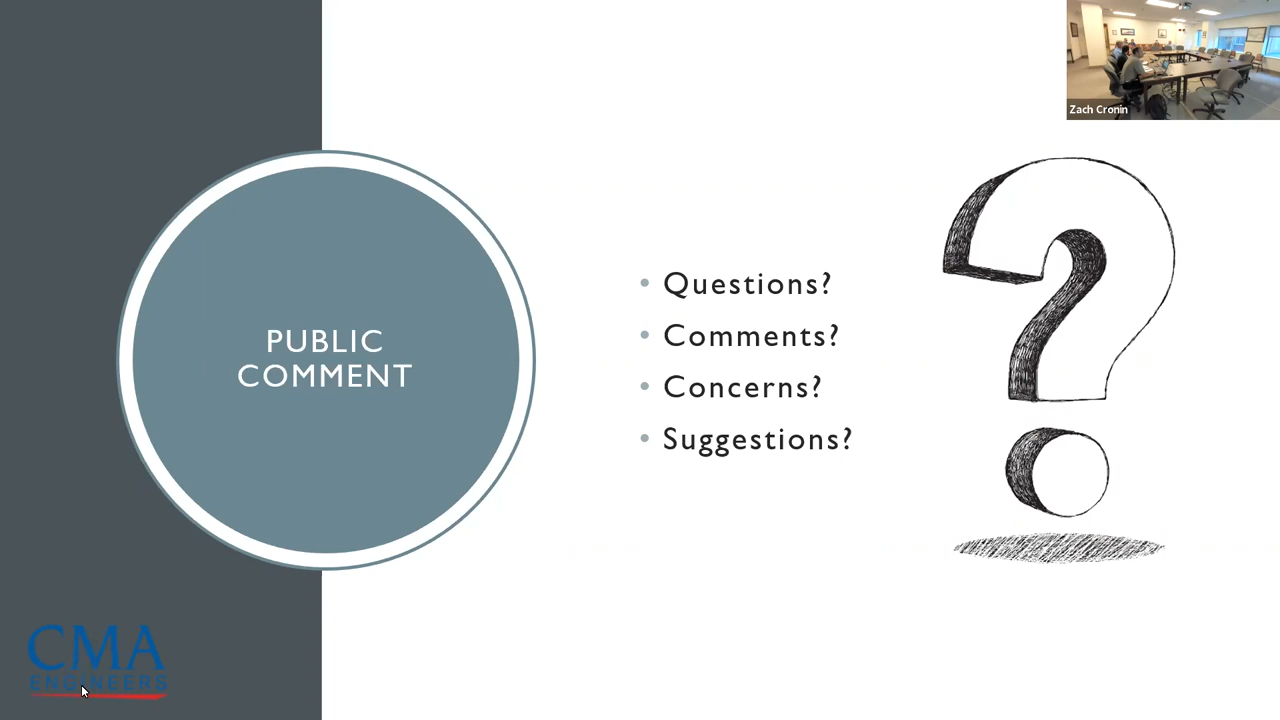 Zach Cronin
PUBLIC
COMMENT
• Questions?
• Comments?
• Concerns?
• Suggestions?
CMA
ENGINEERS